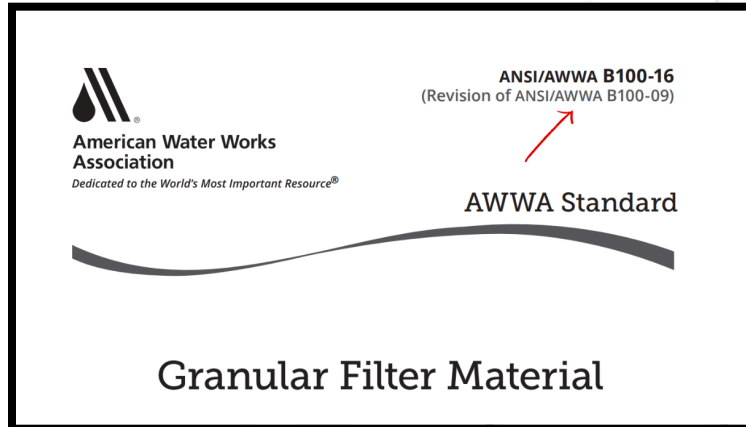 ANSI/AWWA B100-16
(Revision of ANSI/AWWA B100-09)
®
American Water Works
Association
Dedicated to the World's Most Important Resource®
AWWA Standard
Granular Filter Material